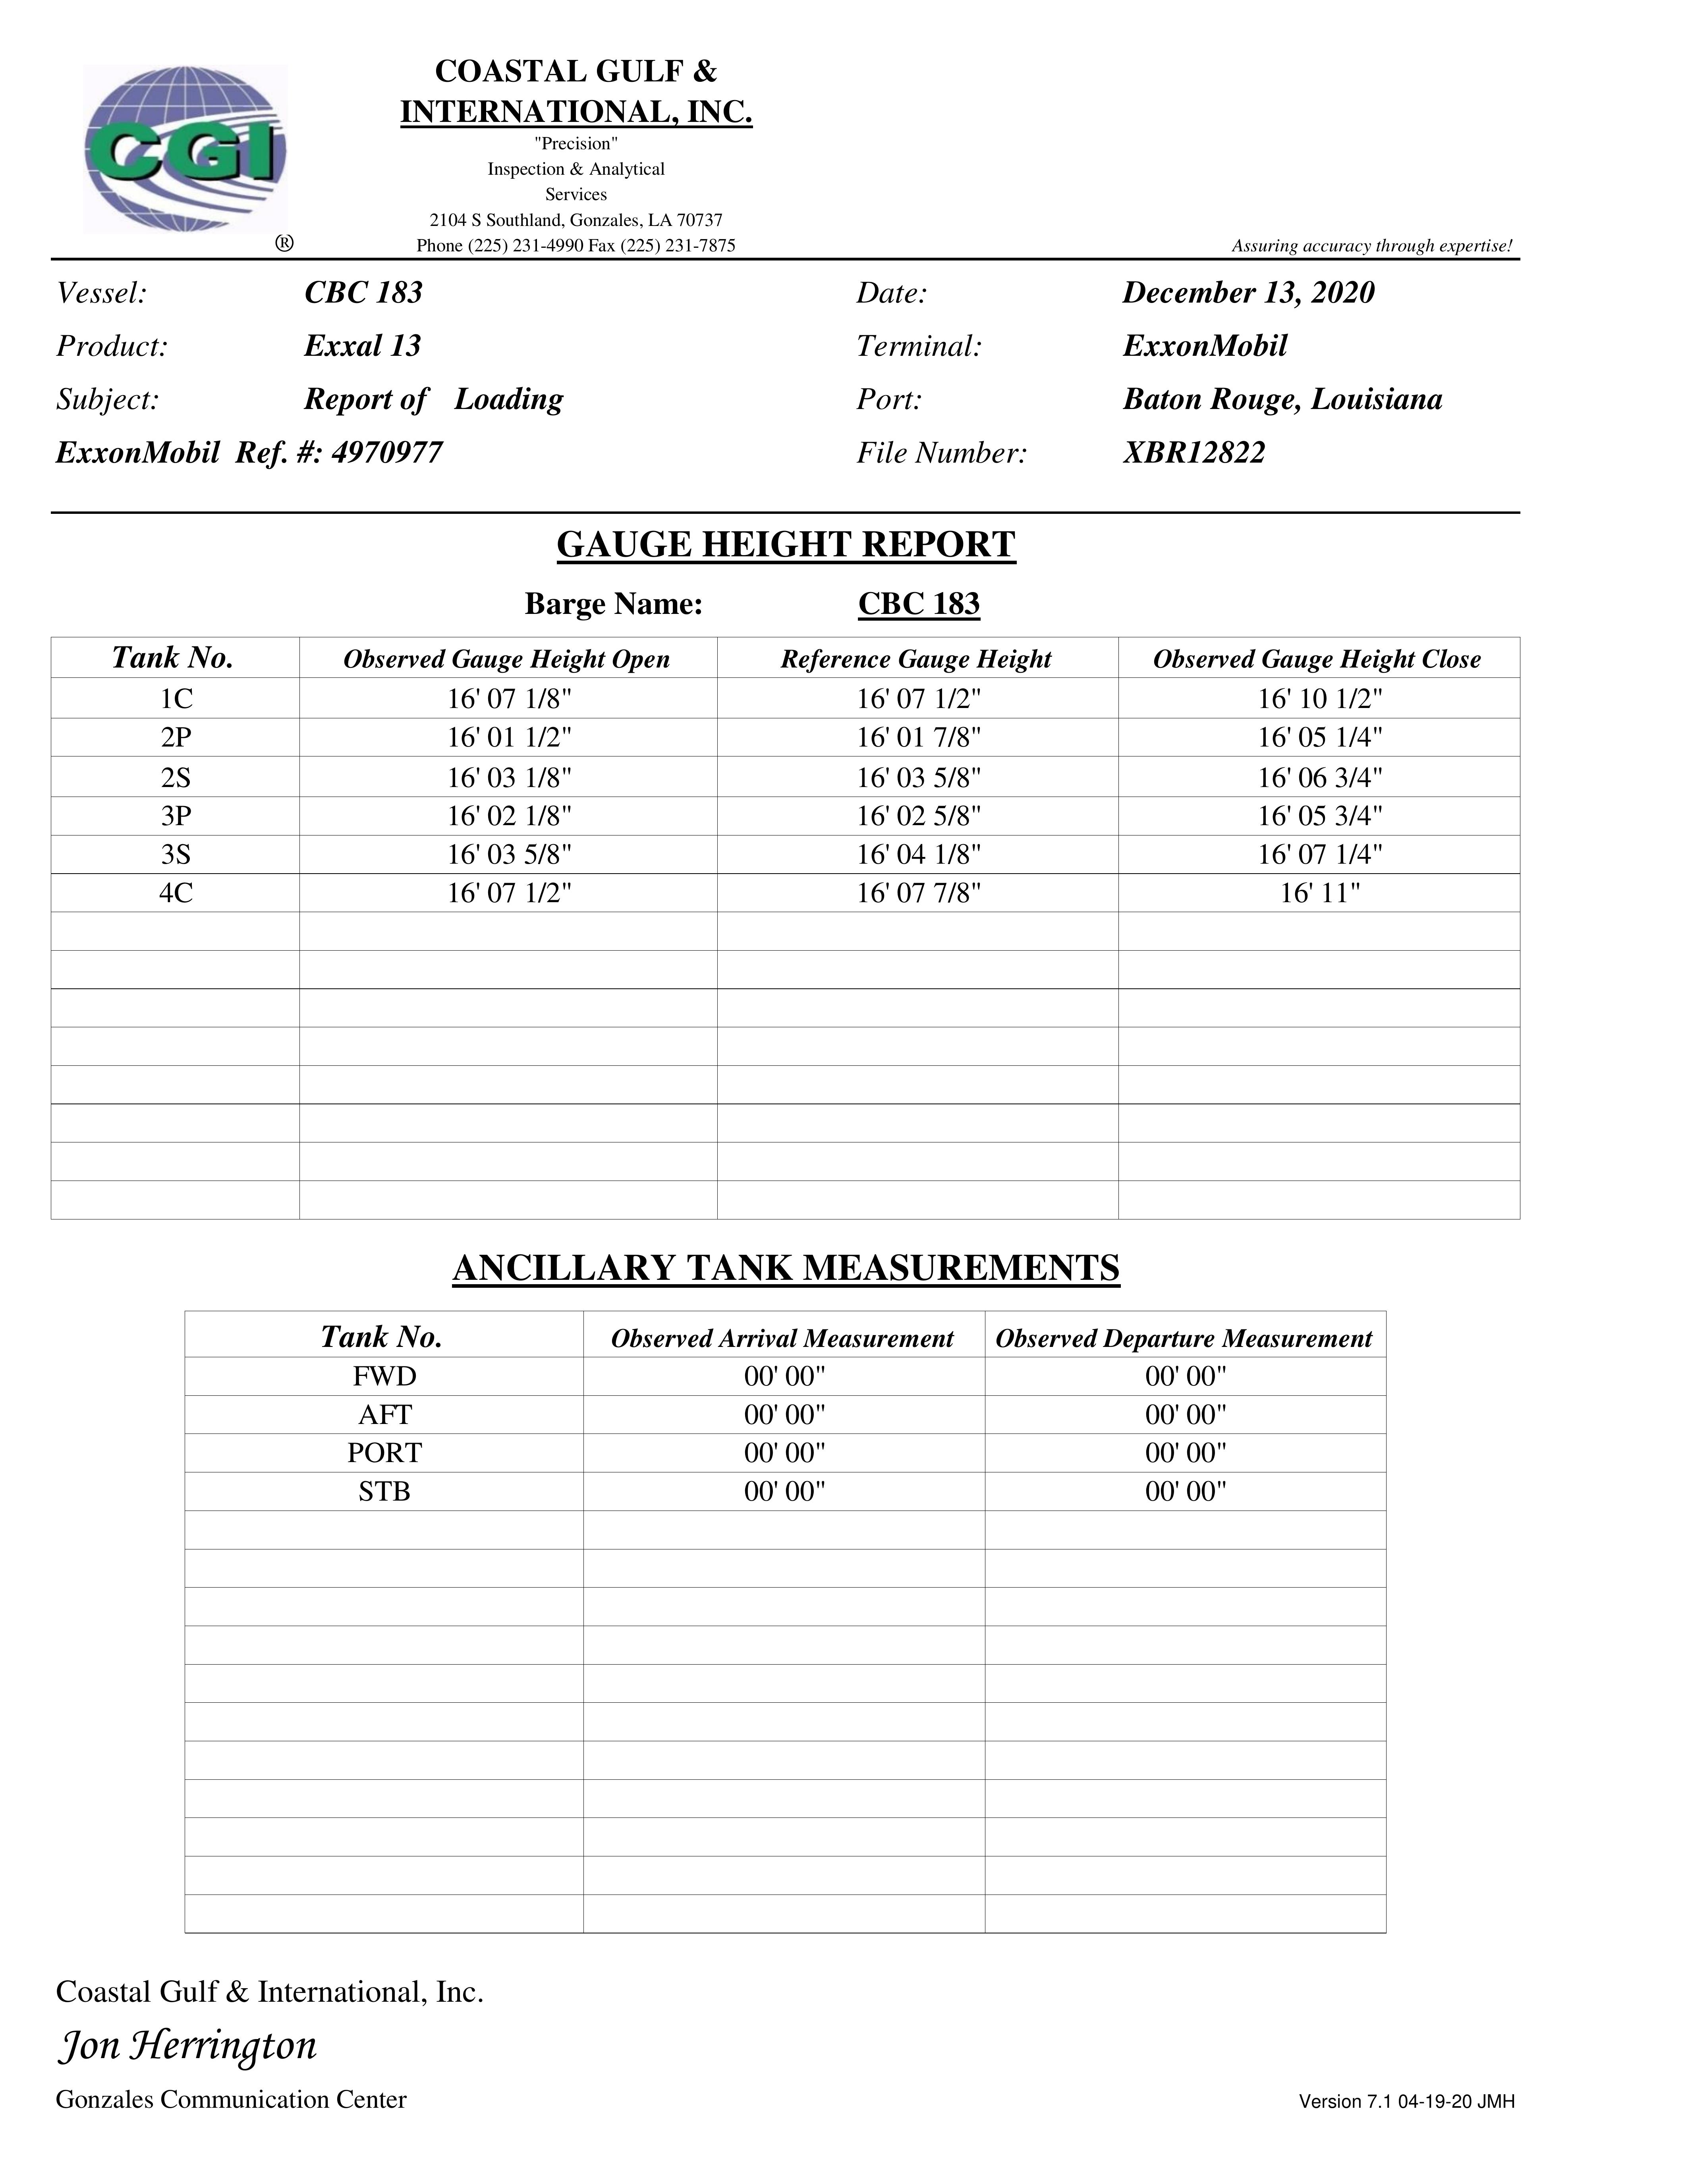 CGI
®
COASTAL GULF &
INTERNATIONAL, INC.
"Precision"
Inspection & Analytical
Services
2104 S Southland, Gonzales, LA 70737
Phone (225) 231-4990 Fax (225) 231-7875
Assuring accuracy through expertise!
Vessel: CBC 183 Date: December 13, 2020
Product: Exxal 13 Terminal: ExxonMobil
Subject: Report of Loading Port: Baton Rouge, Louisiana
ExxonMobil Ref. #: 4970977 File Number: XBR12822
GAUGE HEIGHT REPORT
Barge Name: CBC 183
Tank No. Observed Gauge Height Open Reference Gauge Height Observed Gauge Height Close
1C 16' 07 1/8" 16' 07 1/2" 16' 10 1/2"
2P 16' 01 1/2" 16' 01 7/8" 16' 05 1/4"
2S 16' 03 1/8" 16' 03 5/8" 16' 06 3/4"
3P 16' 02 1/8" 16' 02 5/8" 16' 05 3/4"
3S 16' 03 5/8" 16' 04 1/8" 16' 07 1/4"
4C 16' 07 1/2" 16' 07 7/8" 16' 11"
ANCILLARY TANK MEASUREMENTS
Tank No. Observed Arrival Measurement Observed Departure Measurement
FWD 00' 00" 00' 00"
AFT 00' 00" 00' 00"
PORT 00' 00" 00' 00"
STB 00' 00" 00' 00"
Coastal Gulf & International, Inc.
Jon Herrington
Gonzales Communication Center
Version 7.1 04-19-20 JMH